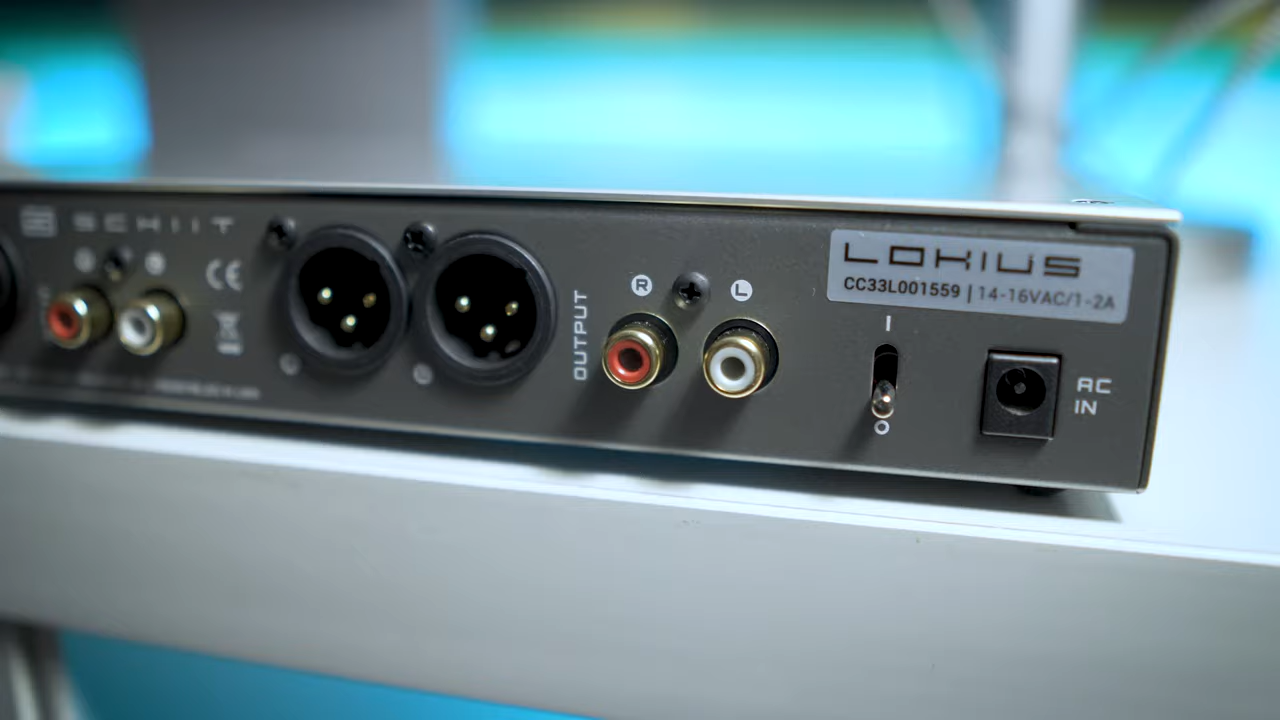 SCHIIT
CE
OUTPUT
R
L
LOKIUS
CC33L001559 | 14-16VAC/1-2A
I
O
AC
IN